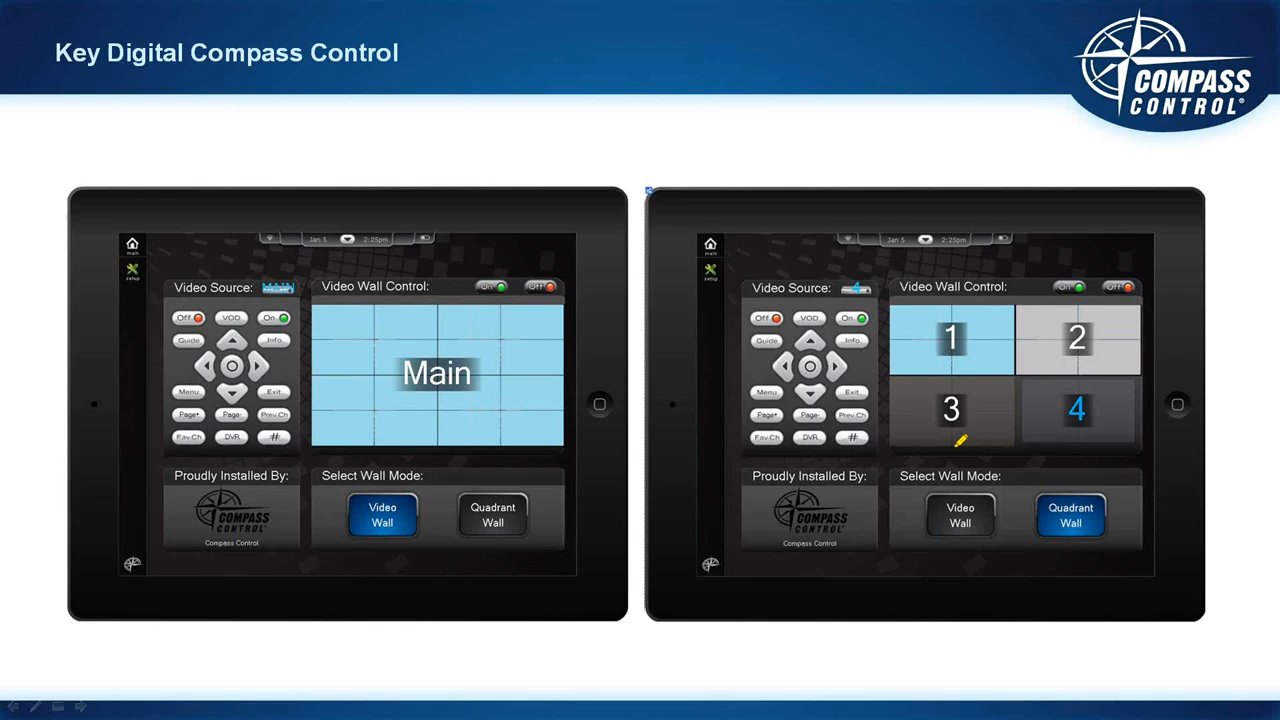 Key Digital Compass Control
COMPASS
CONTROL®
main
setup
Jan 5
2:25pm
Video Source: MAIN
Off
VOD
On
Guide
Info
Menu
Exit
Page+
Page-
Prev.Ch
Fav.Ch
DVR
#
Video Wall Control:
On
Off
Main
Proudly Installed By:
COMPASS
CONTROL
Compass Control
Select Wall Mode:
Video
Wall
Quadrant
Wall
main
setup
Jan 5
2:25pm
Video Source: 4
Off
VOD
On
Guide
Info
Menu
Exit
Page+
Page-
Prev.Ch
Fav.Ch
DVR
#
Video Wall Control:
On
Off
1
2
3
4
Proudly Installed By:
COMPASS
CONTROL
Compass Control
Select Wall Mode:
Video
Wall
Quadrant
Wall